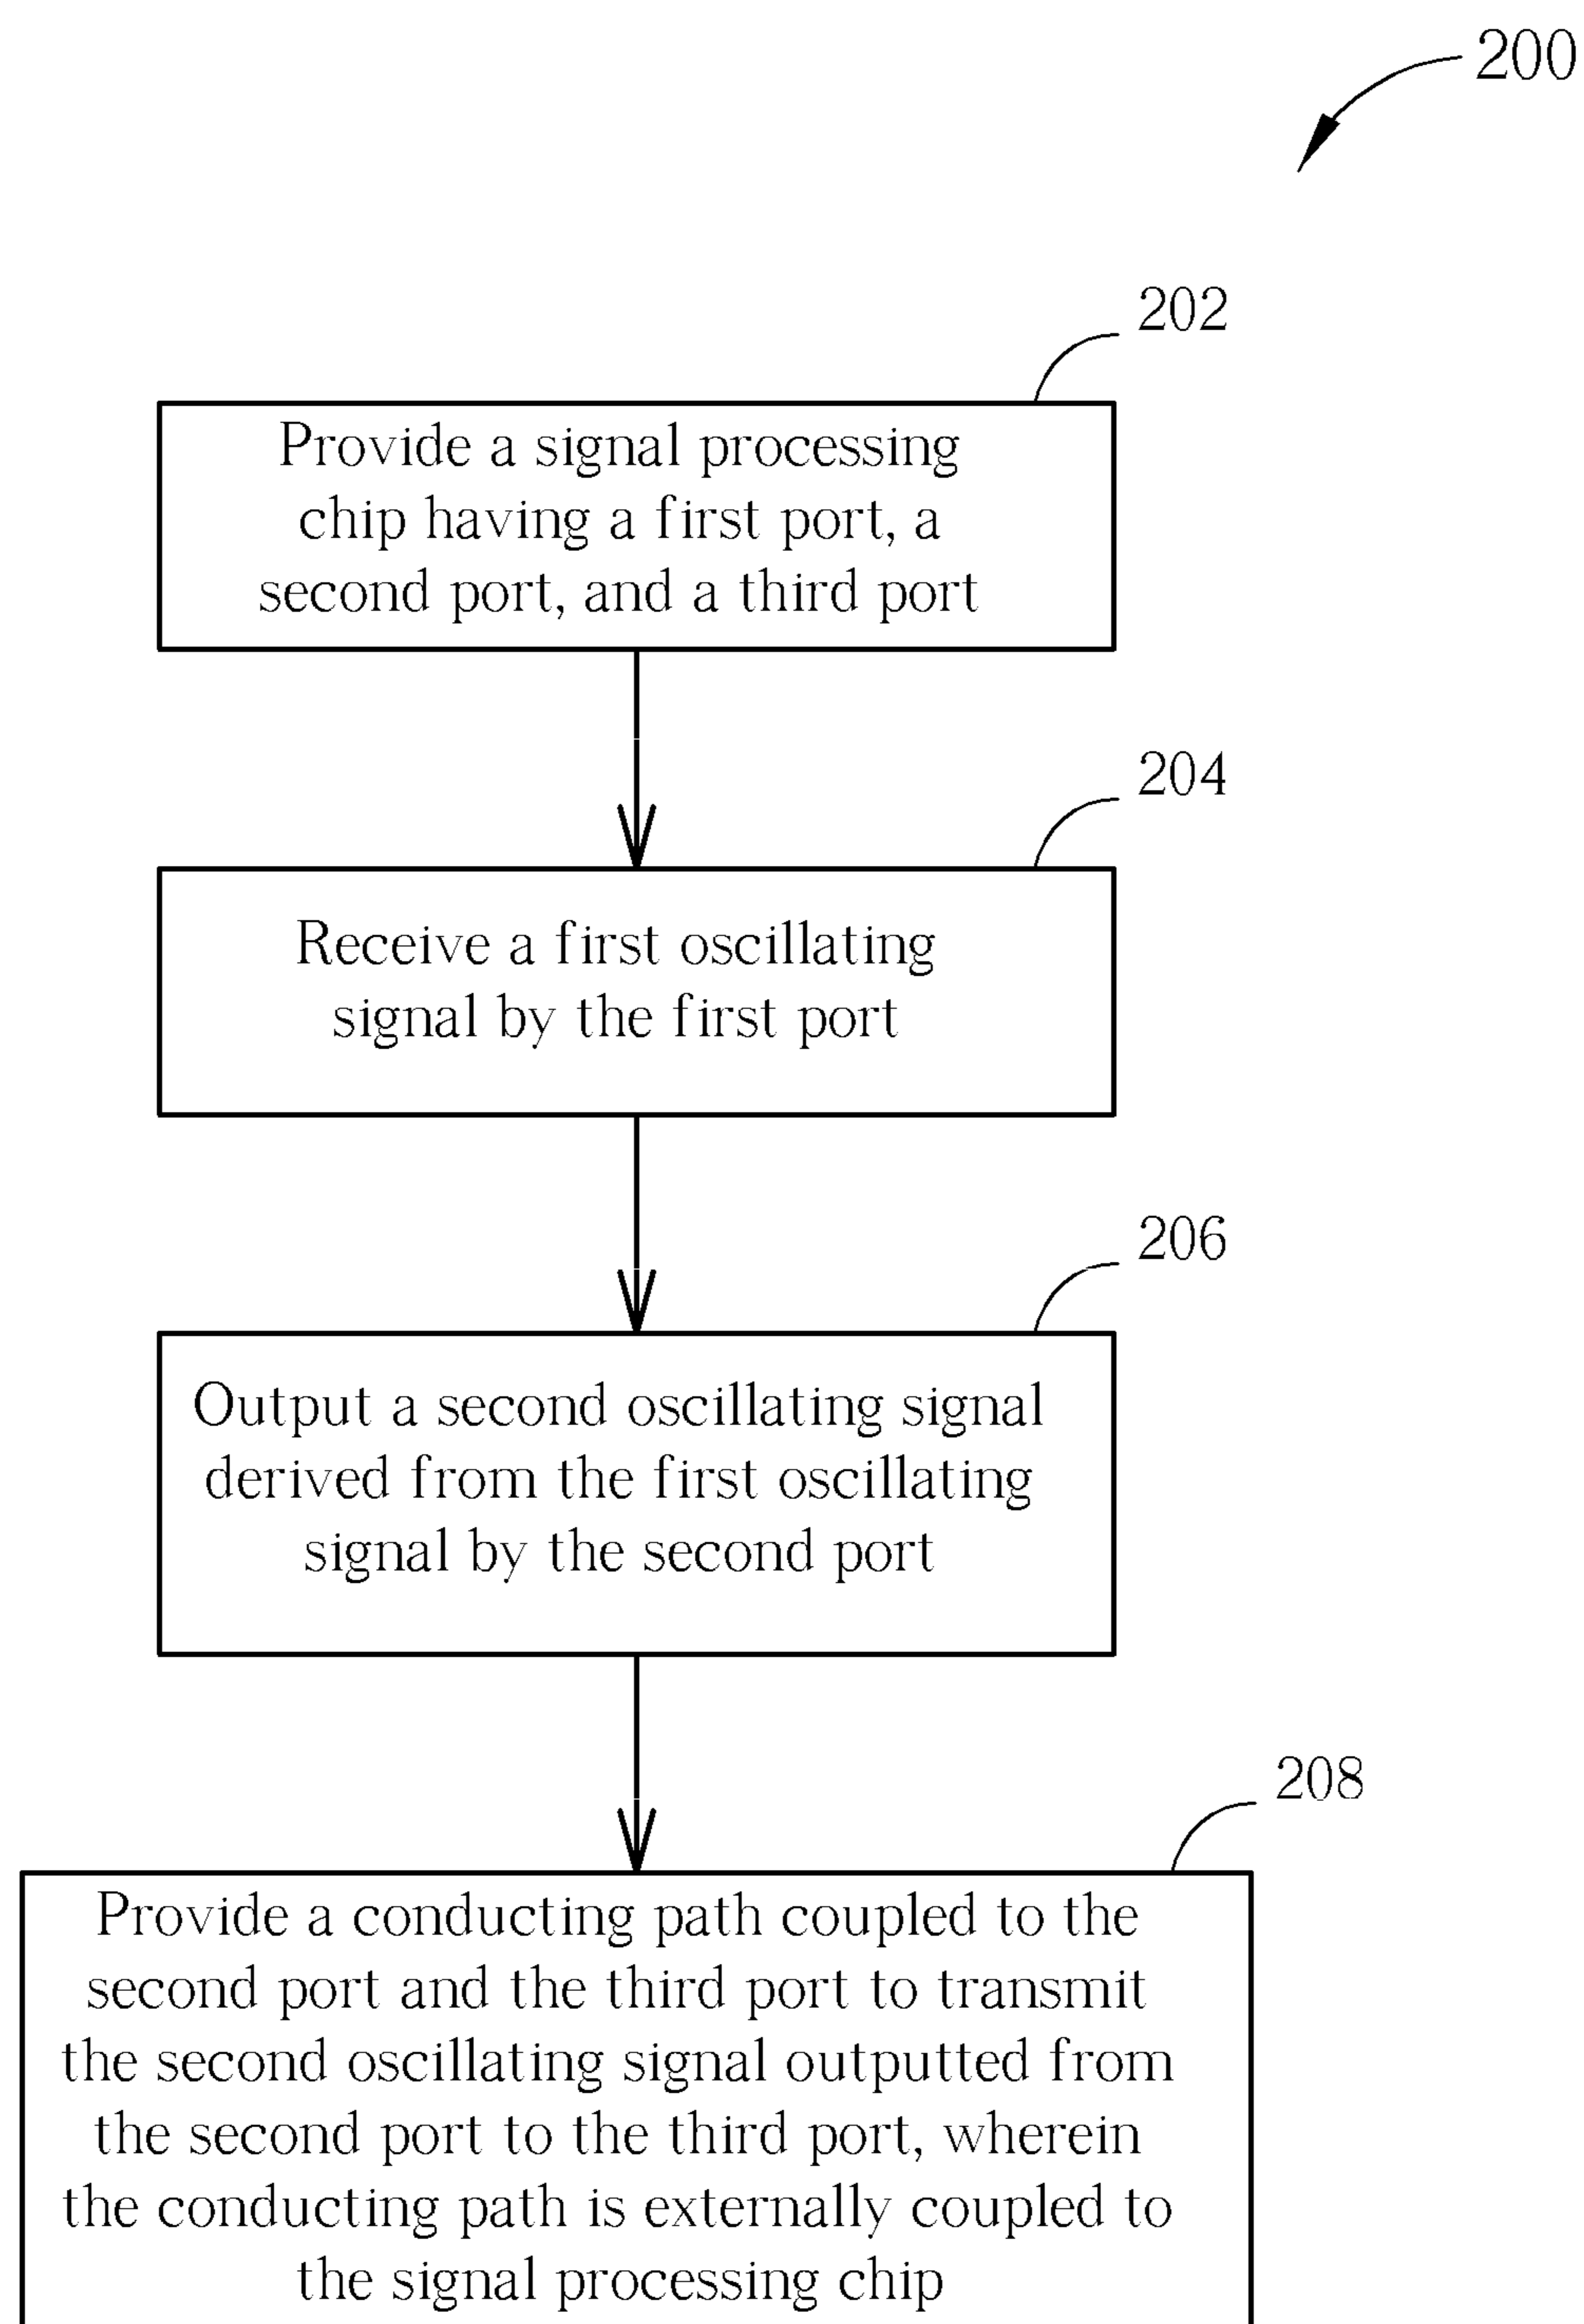 200
202
Provide a signal processing
chip having a first port, a
second port, and a third port
204
Receive a first oscillating
signal by the first port
206
Output a second oscillating signal
derived from the first oscillating
signal by the second port
208
Provide a conducting path coupled to the
second port and the third port to transmit
the second oscillating signal outputted from
the second port to the third port, wherein
the conducting path is externally coupled to
the signal processing chip